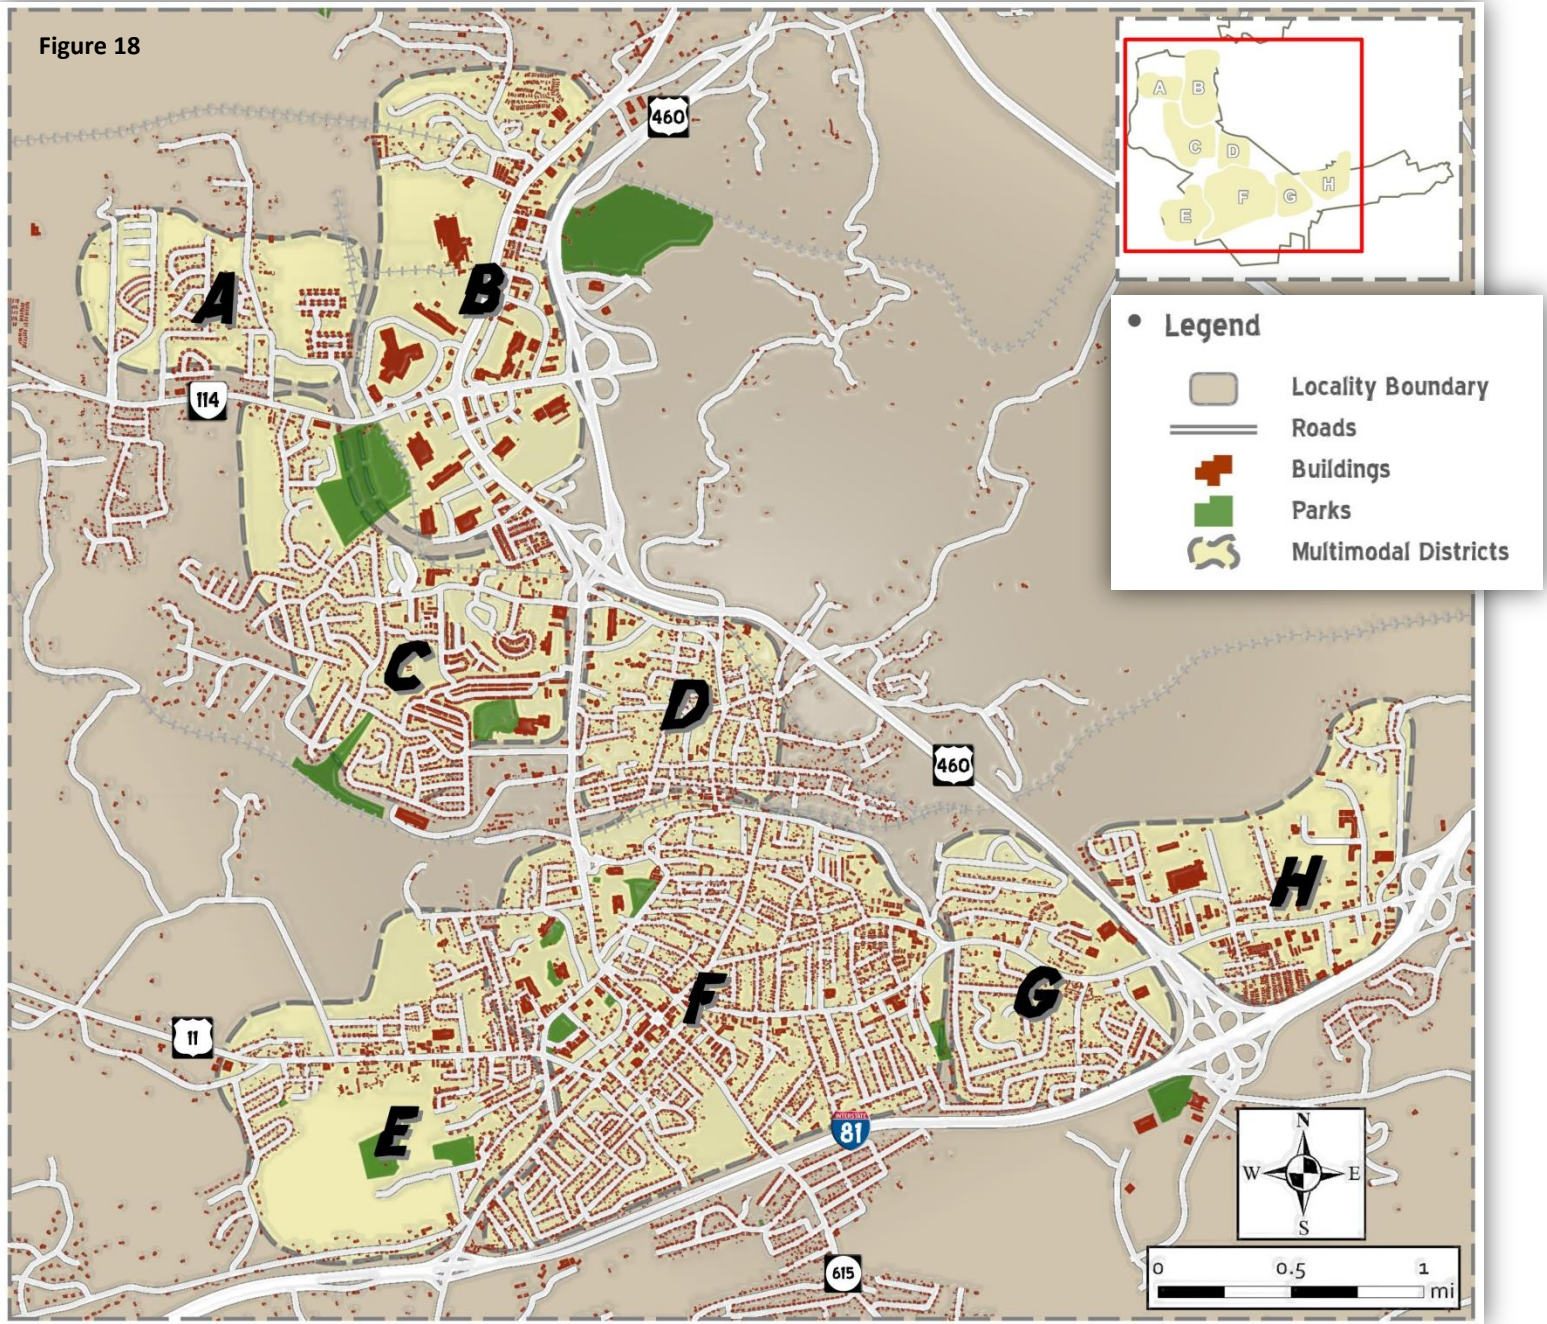 Figure 18
460
A
B
C
D
E
F
G
H
• Legend
Locality Boundary
Roads
Buildings
Parks
Multimodal Districts
A
B
114
C
D
460
H
F
G
E
11
INTERSTATE
81
615
N
W E
S
0 0.5 1
mi